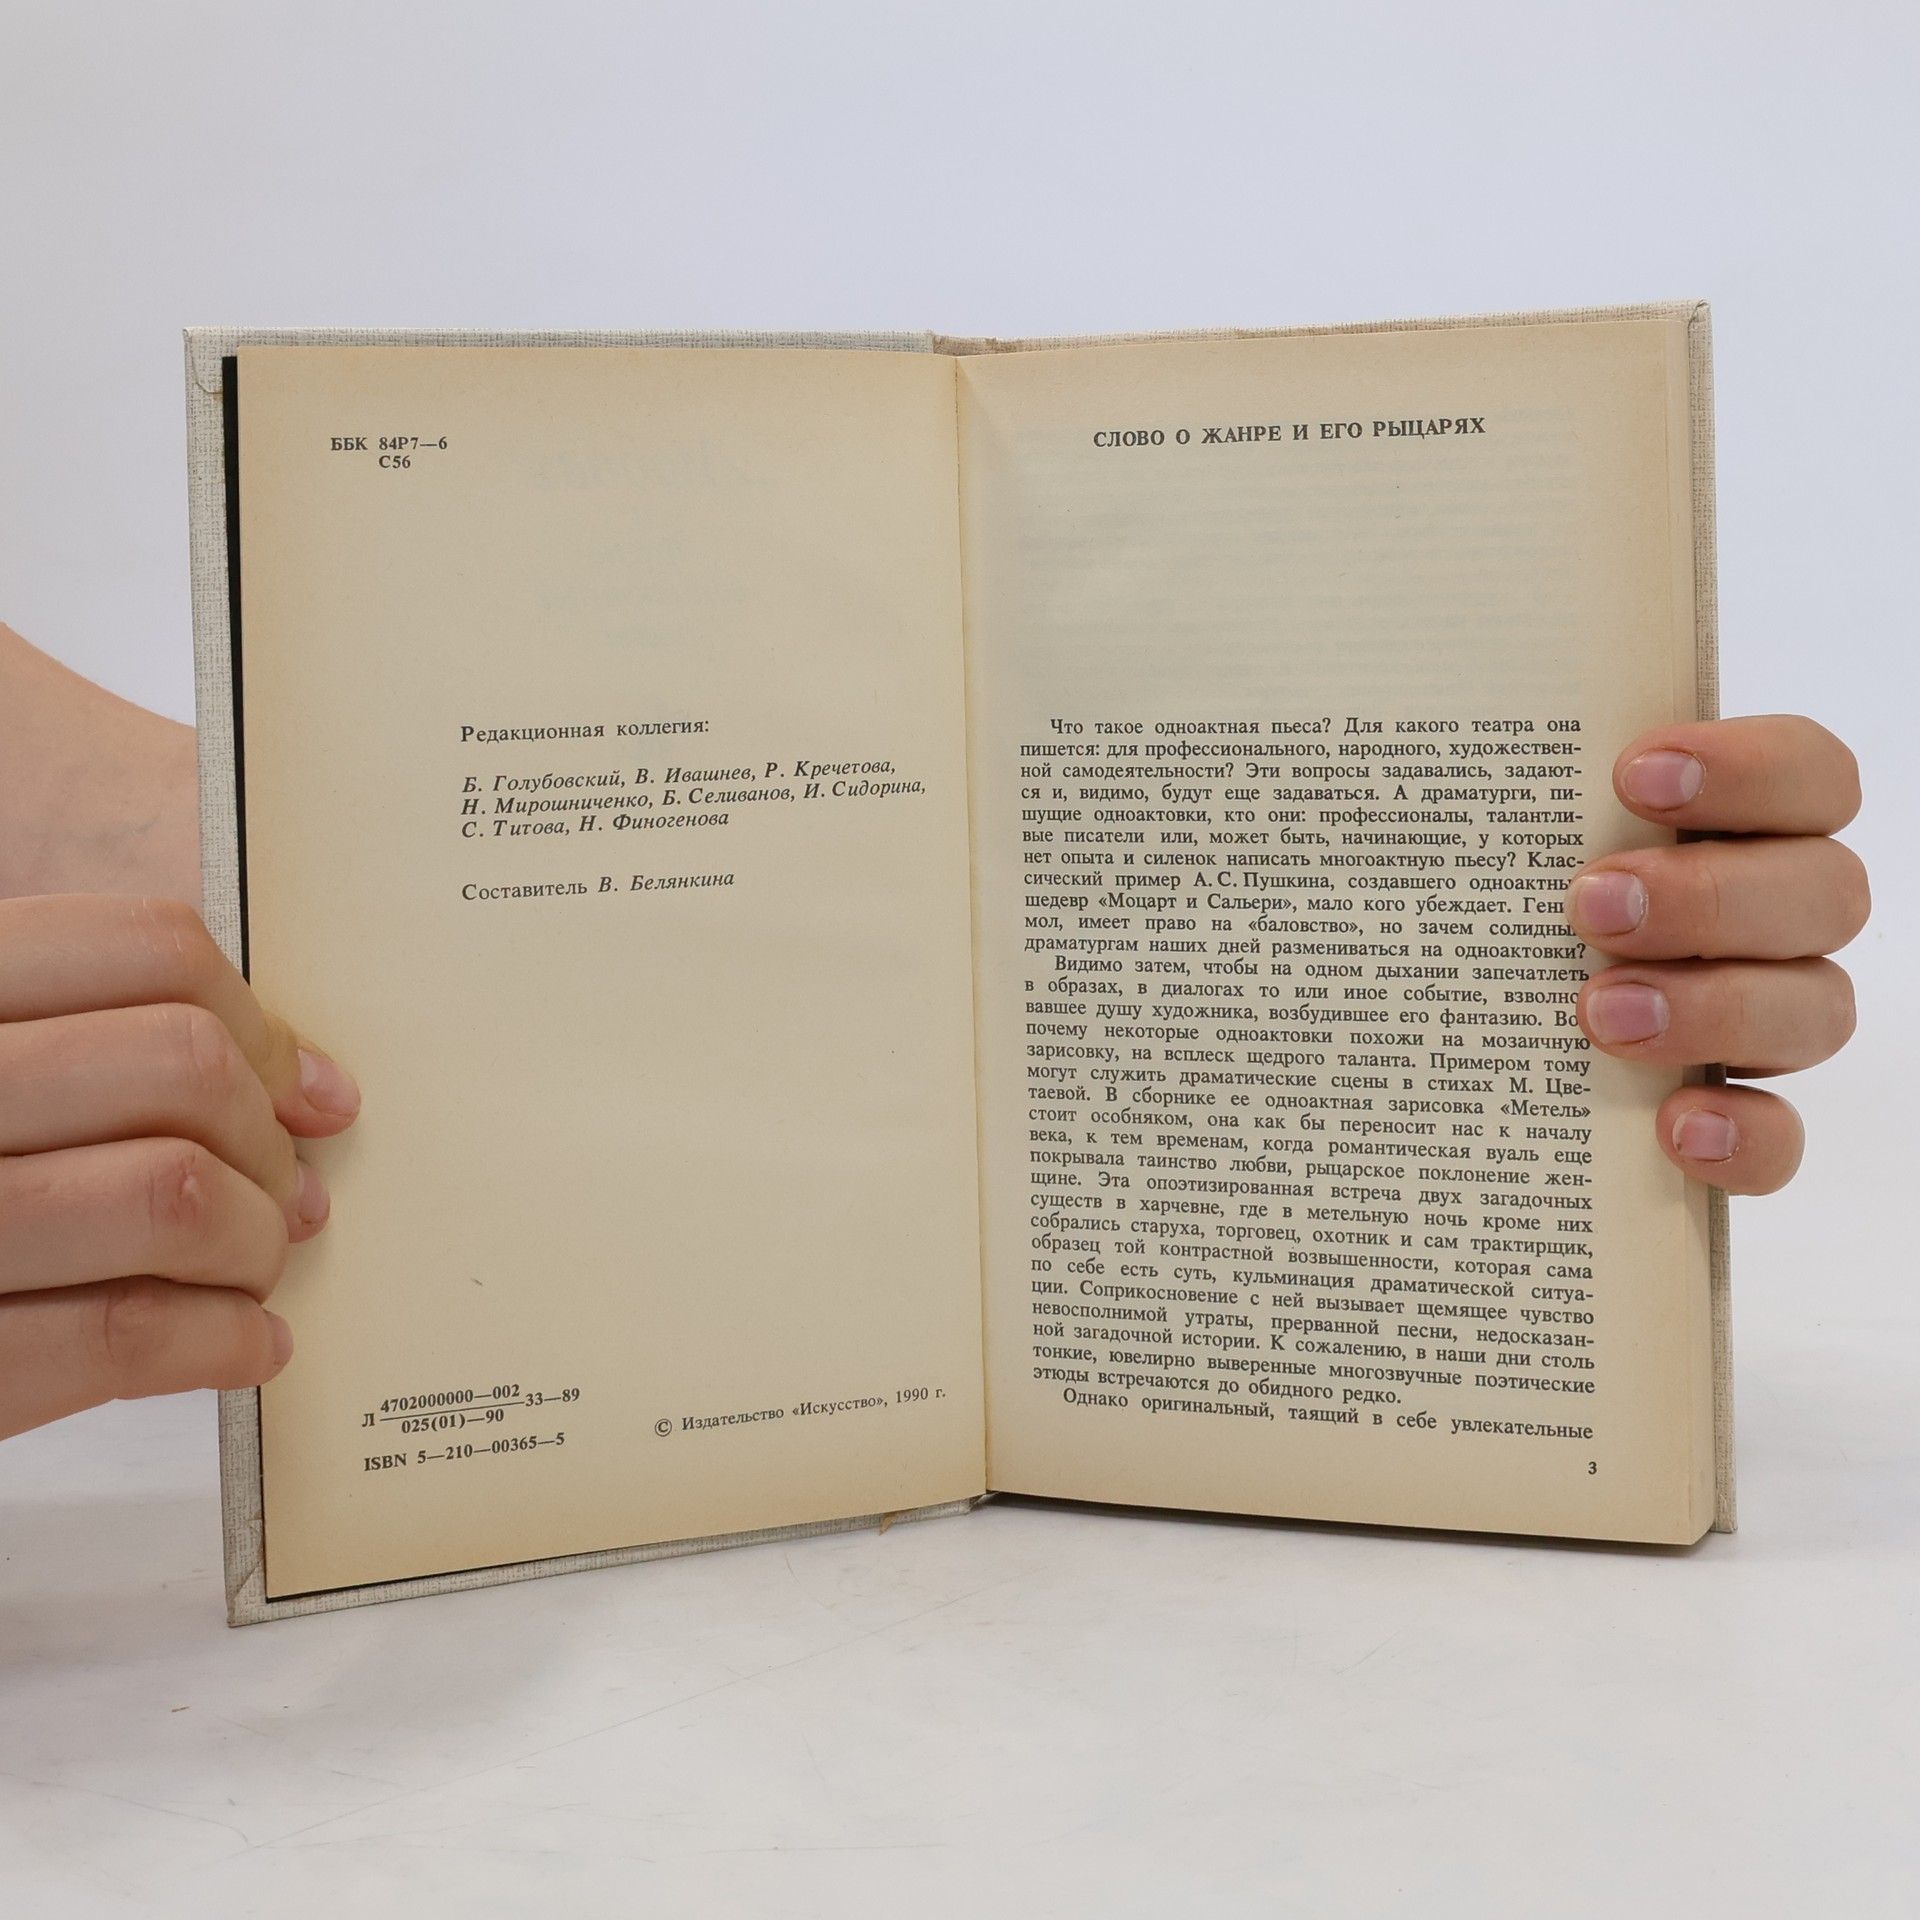 ББК 84Р7—6
С56
Редакционная коллегия:
Б. Голубовский, В. Ивашнев, Р. Кречетова,
Н. Мирошниченко, Б. Селиванов, И. Сидорина,
С. Титова, Н. Финогенова
Составитель В. Белянкина
Л 4702000000—002 33—89
025(01)—90
ISBN 5—210—00365—5
© Издательство «Искусство», 1990 г.
СЛОВО О ЖАНРЕ И ЕГО РЫЦАРЯХ
Что такое одноактная пьеса? Для какого театра она
пишется: для профессионального, народного, художествен-
ной самодеятельности? Эти вопросы задавались, задают-
ся и, видимо, будут еще задаваться. А драматурги, пи-
шущие одноактовки, кто они: профессионалы, талантли-
вые писатели или, может быть, начинающие, у которых
нет опыта и силенок написать многоактную пьесу? Клас-
сический пример А. С. Пушкина, создавшего
шедевр «Моцарт и Сальери», мало кого убеждает.
мол, имеет право на «баловство», но зачем
драматургам наших дней размениваться на одноактовки?
Видимо затем, чтобы на одном дыхании запечатлеть
в образах, в диалогах то или иное событие,
вавшее душу художника, возбудившее его фантазию.
почему некоторые одноактовки похожи на мозаичную
зарисовку, на всплеск щедрого таланта. Примером тому
могут служить драматические сцены в стихах М. Цве-
таевой. В сборнике ее одноактная зарисовка «Метель»
стоит особняком, она как бы переносит нас к началу
века, к тем временам, когда романтическая вуаль еще
покрывала таинство любви, рыцарское поклонение жен-
щине. Эта опоэтизированная встреча двух загадочных
существ в харчевне, где в метельную ночь кроме них
собрались старуха, торговец, охотник и сам трактирщик,
образец той контрастной возвышенности, которая сама
по себе есть суть, кульминация драматической ситуа-
ции. Соприкосновение с ней вызывает щемящее чувство
невосполнимой утраты, прерванной песни, недосказан-
ной загадочной истории. К сожалению, в наши дни столь
тонкие, ювелирно выверенные многозвучные поэтические
этюды встречаются до обидного редко.
Однако оригинальный, таящий в себе увлекательные
3